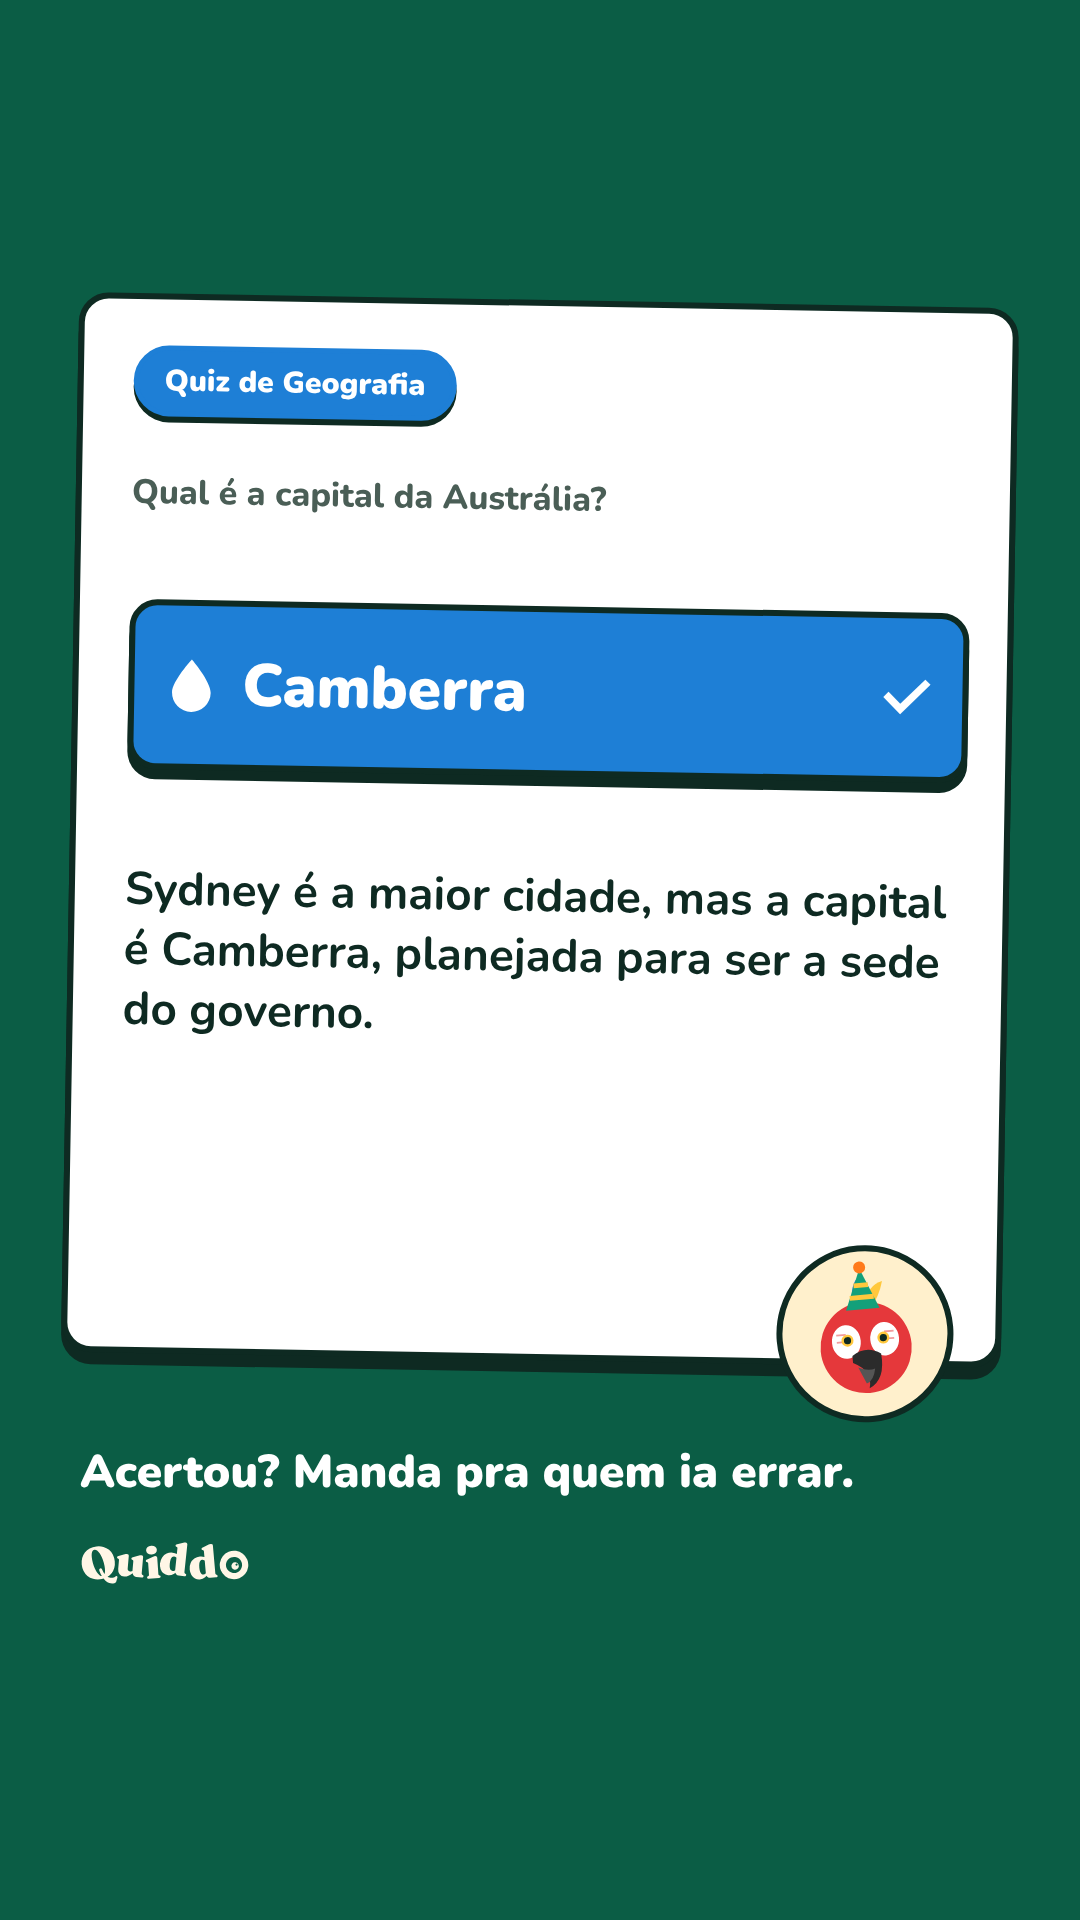 Quiz de Geografia
Qual é a capital da Austrália?
Camberra
Sydney é a maior cidade, mas a capital
é Camberra, planejada para ser a sede
do governo.
Acertou? Manda pra quem ia errar.
Quiddo